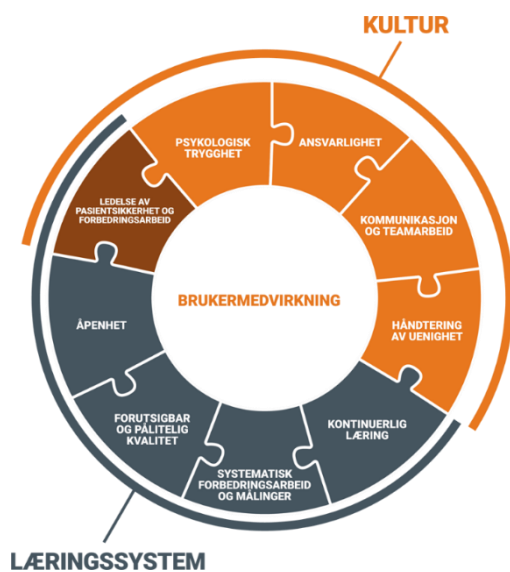 KULTUR
PSYKOLOGISK
TRYGGHET
ANSVARLIGHET
LEDELSE AV
PASIENTSIKKERHET OG
FORBEDRINGSARBEID
KOMMUNIKASJON
OG TEAMARBEID
BRUKERMEDVIRKNING
ÅPENHET
HÅNDTERING
AV UENIGHET
FORUTSIGBAR
OG PÅLITELIG
KVALITET
KONTINUERLIG
LÆRING
SYSTEMATISK
FORBEDRINGSARBEID
OG MÅLINGER
LÆRINGSSYSTEM